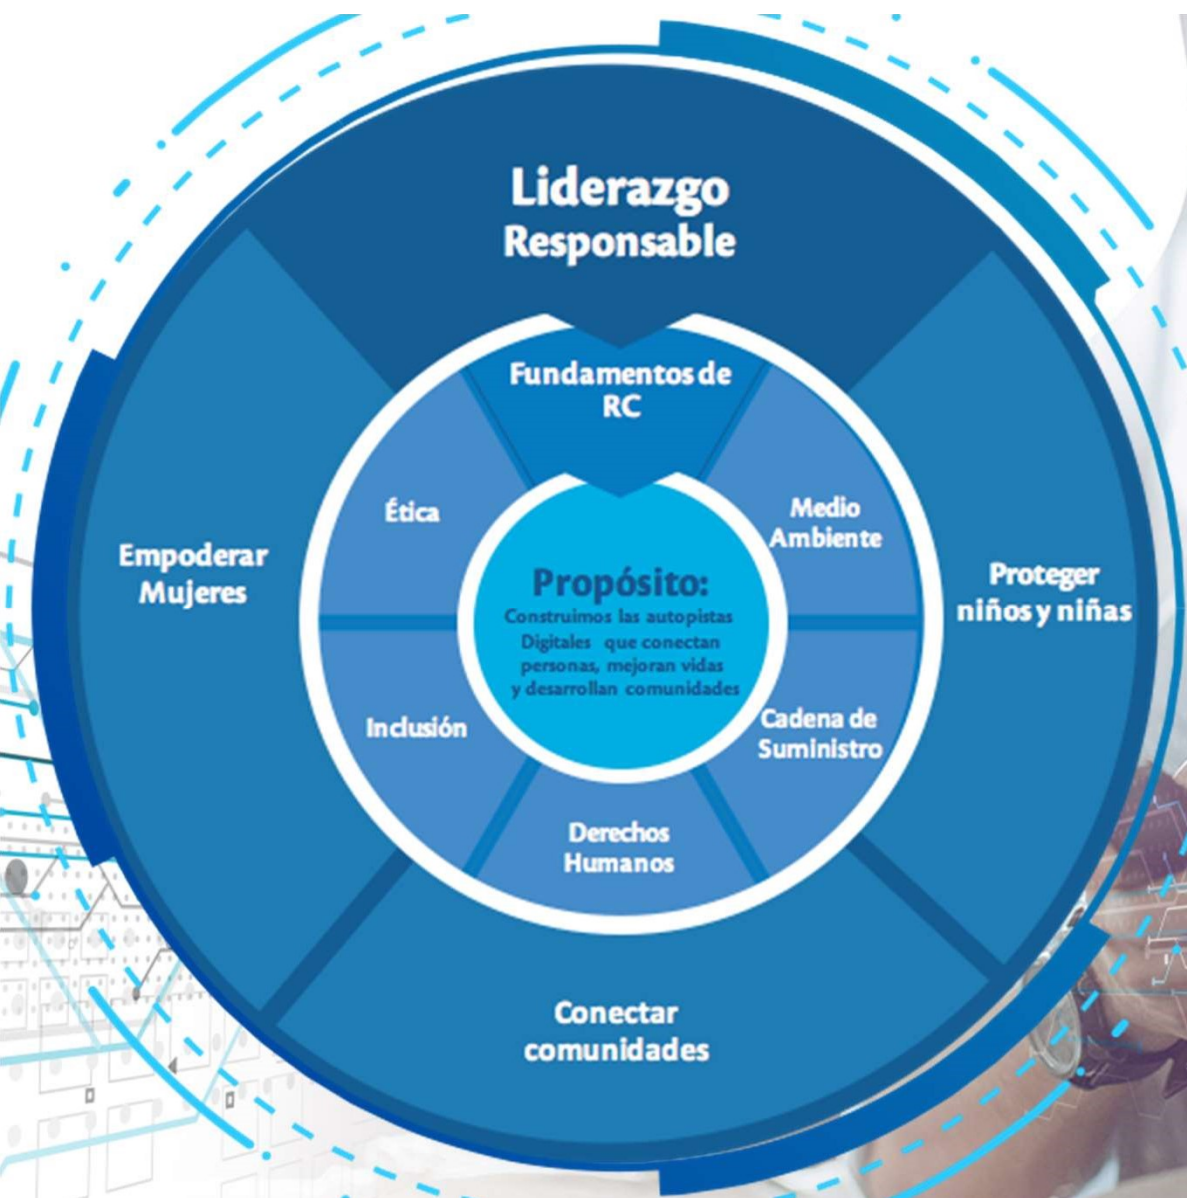 Liderazgo
Responsable
Fundamentos de
RC
Ética
Medio
Ambiente
Empoderar
Mujeres
Propósito:
Construimos las autopistas
Digitales que conectan
personas, mejoran vidas
y desarrollan comunidades
Proteger
niños y niñas
Inclusión
Cadena de
Suministro
Derechos
Humanos
Conectar
comunidades